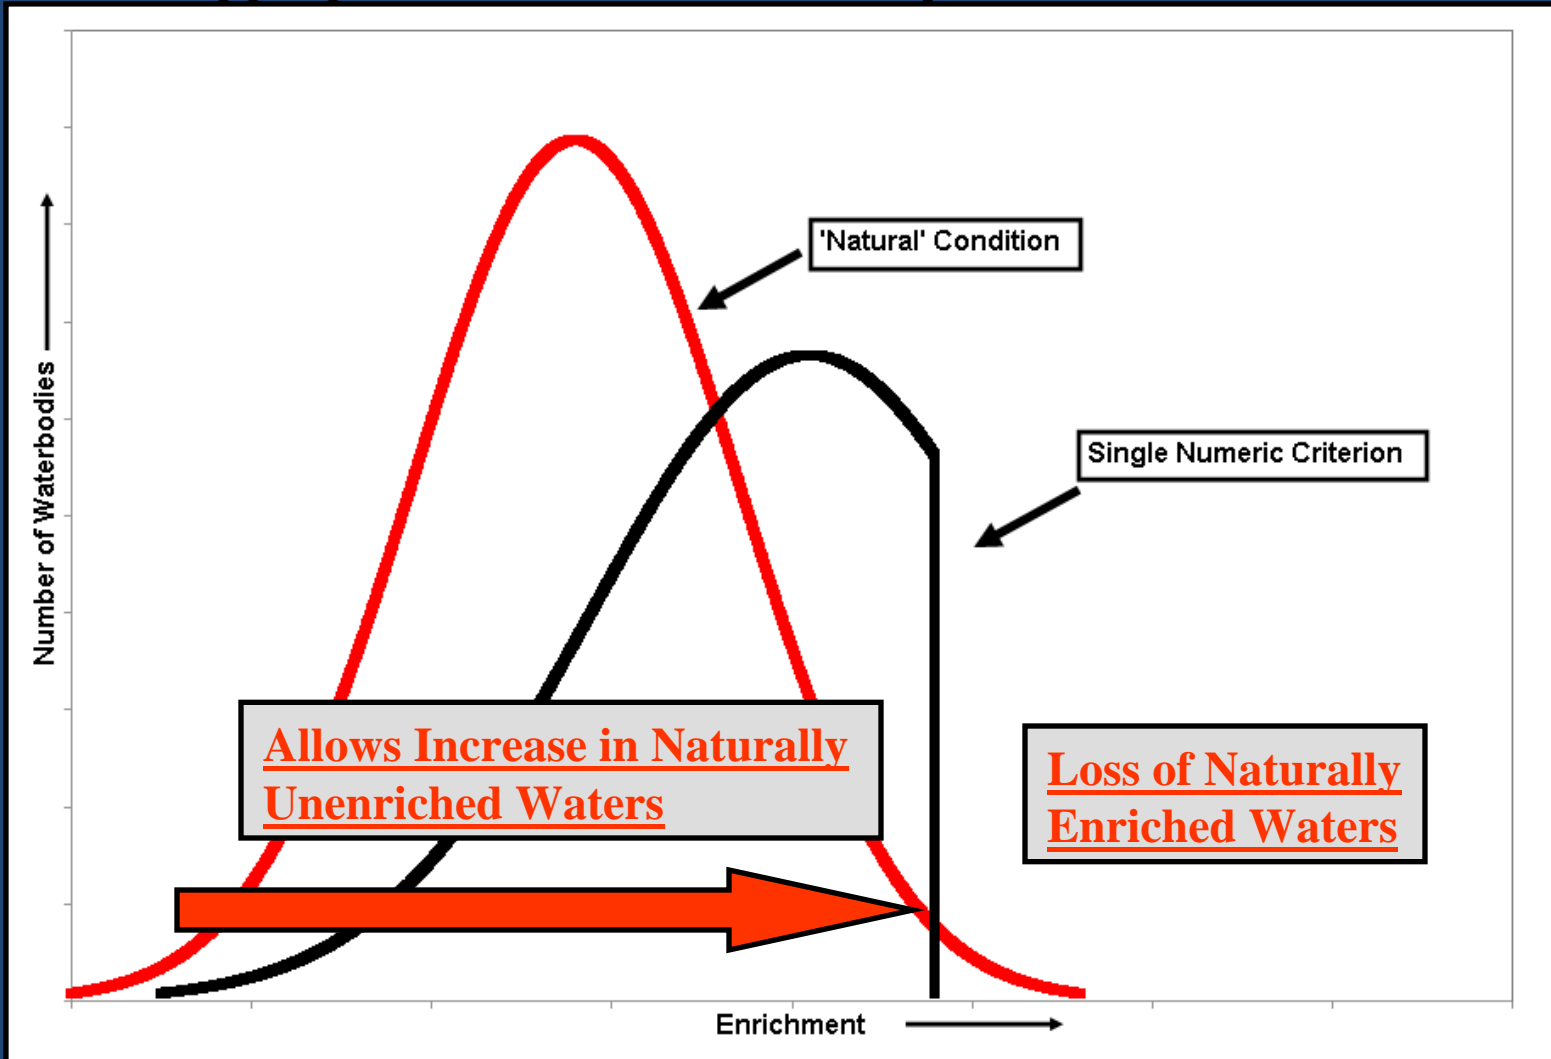 'Natural' Condition
Single Numeric Criterion
Number of Waterbodies
Allows Increase in Naturally
Unenriched Waters
Loss of Naturally
Enriched Waters
Enrichment